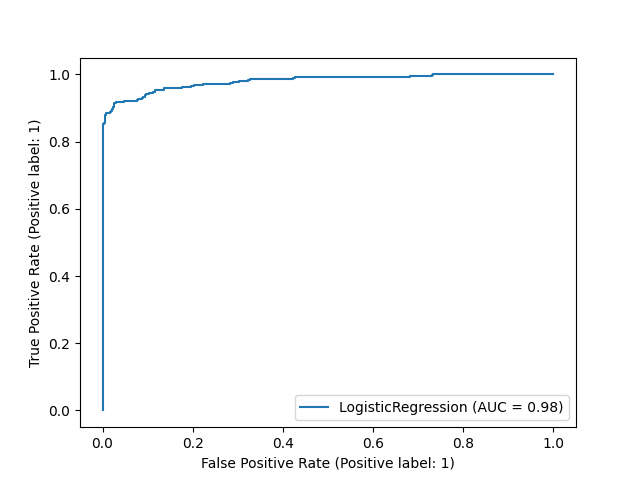 1.0
0.8
0.6
0.4
0.2
0.0
True Positive Rate (Positive label: 1)
LogisticRegression (AUC = 0.98)
0.0 0.2 0.4 0.6 0.8 1.0
False Positive Rate (Positive label: 1)